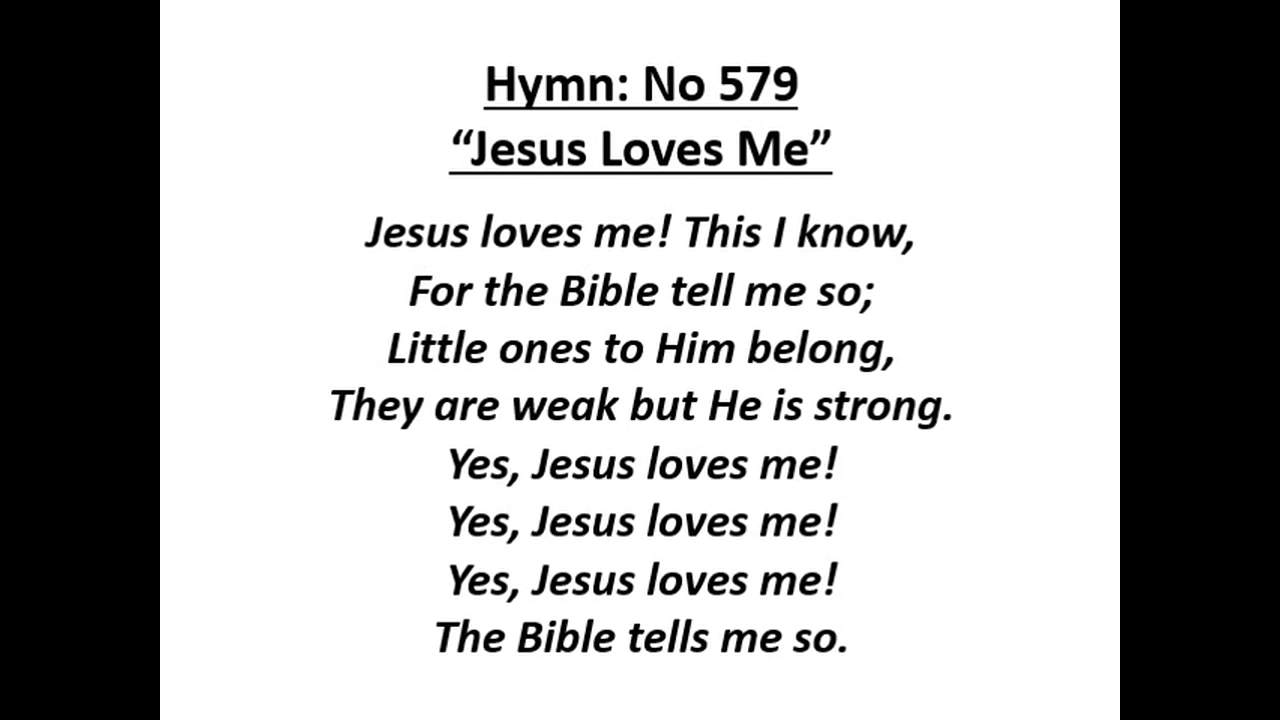 Hymn: No 579
“Jesus Loves Me”
Jesus loves me! This I know,
For the Bible tell me so;
Little ones to Him belong,
They are weak but He is strong.
Yes, Jesus loves me!
Yes, Jesus loves me!
Yes, Jesus loves me!
The Bible tells me so.